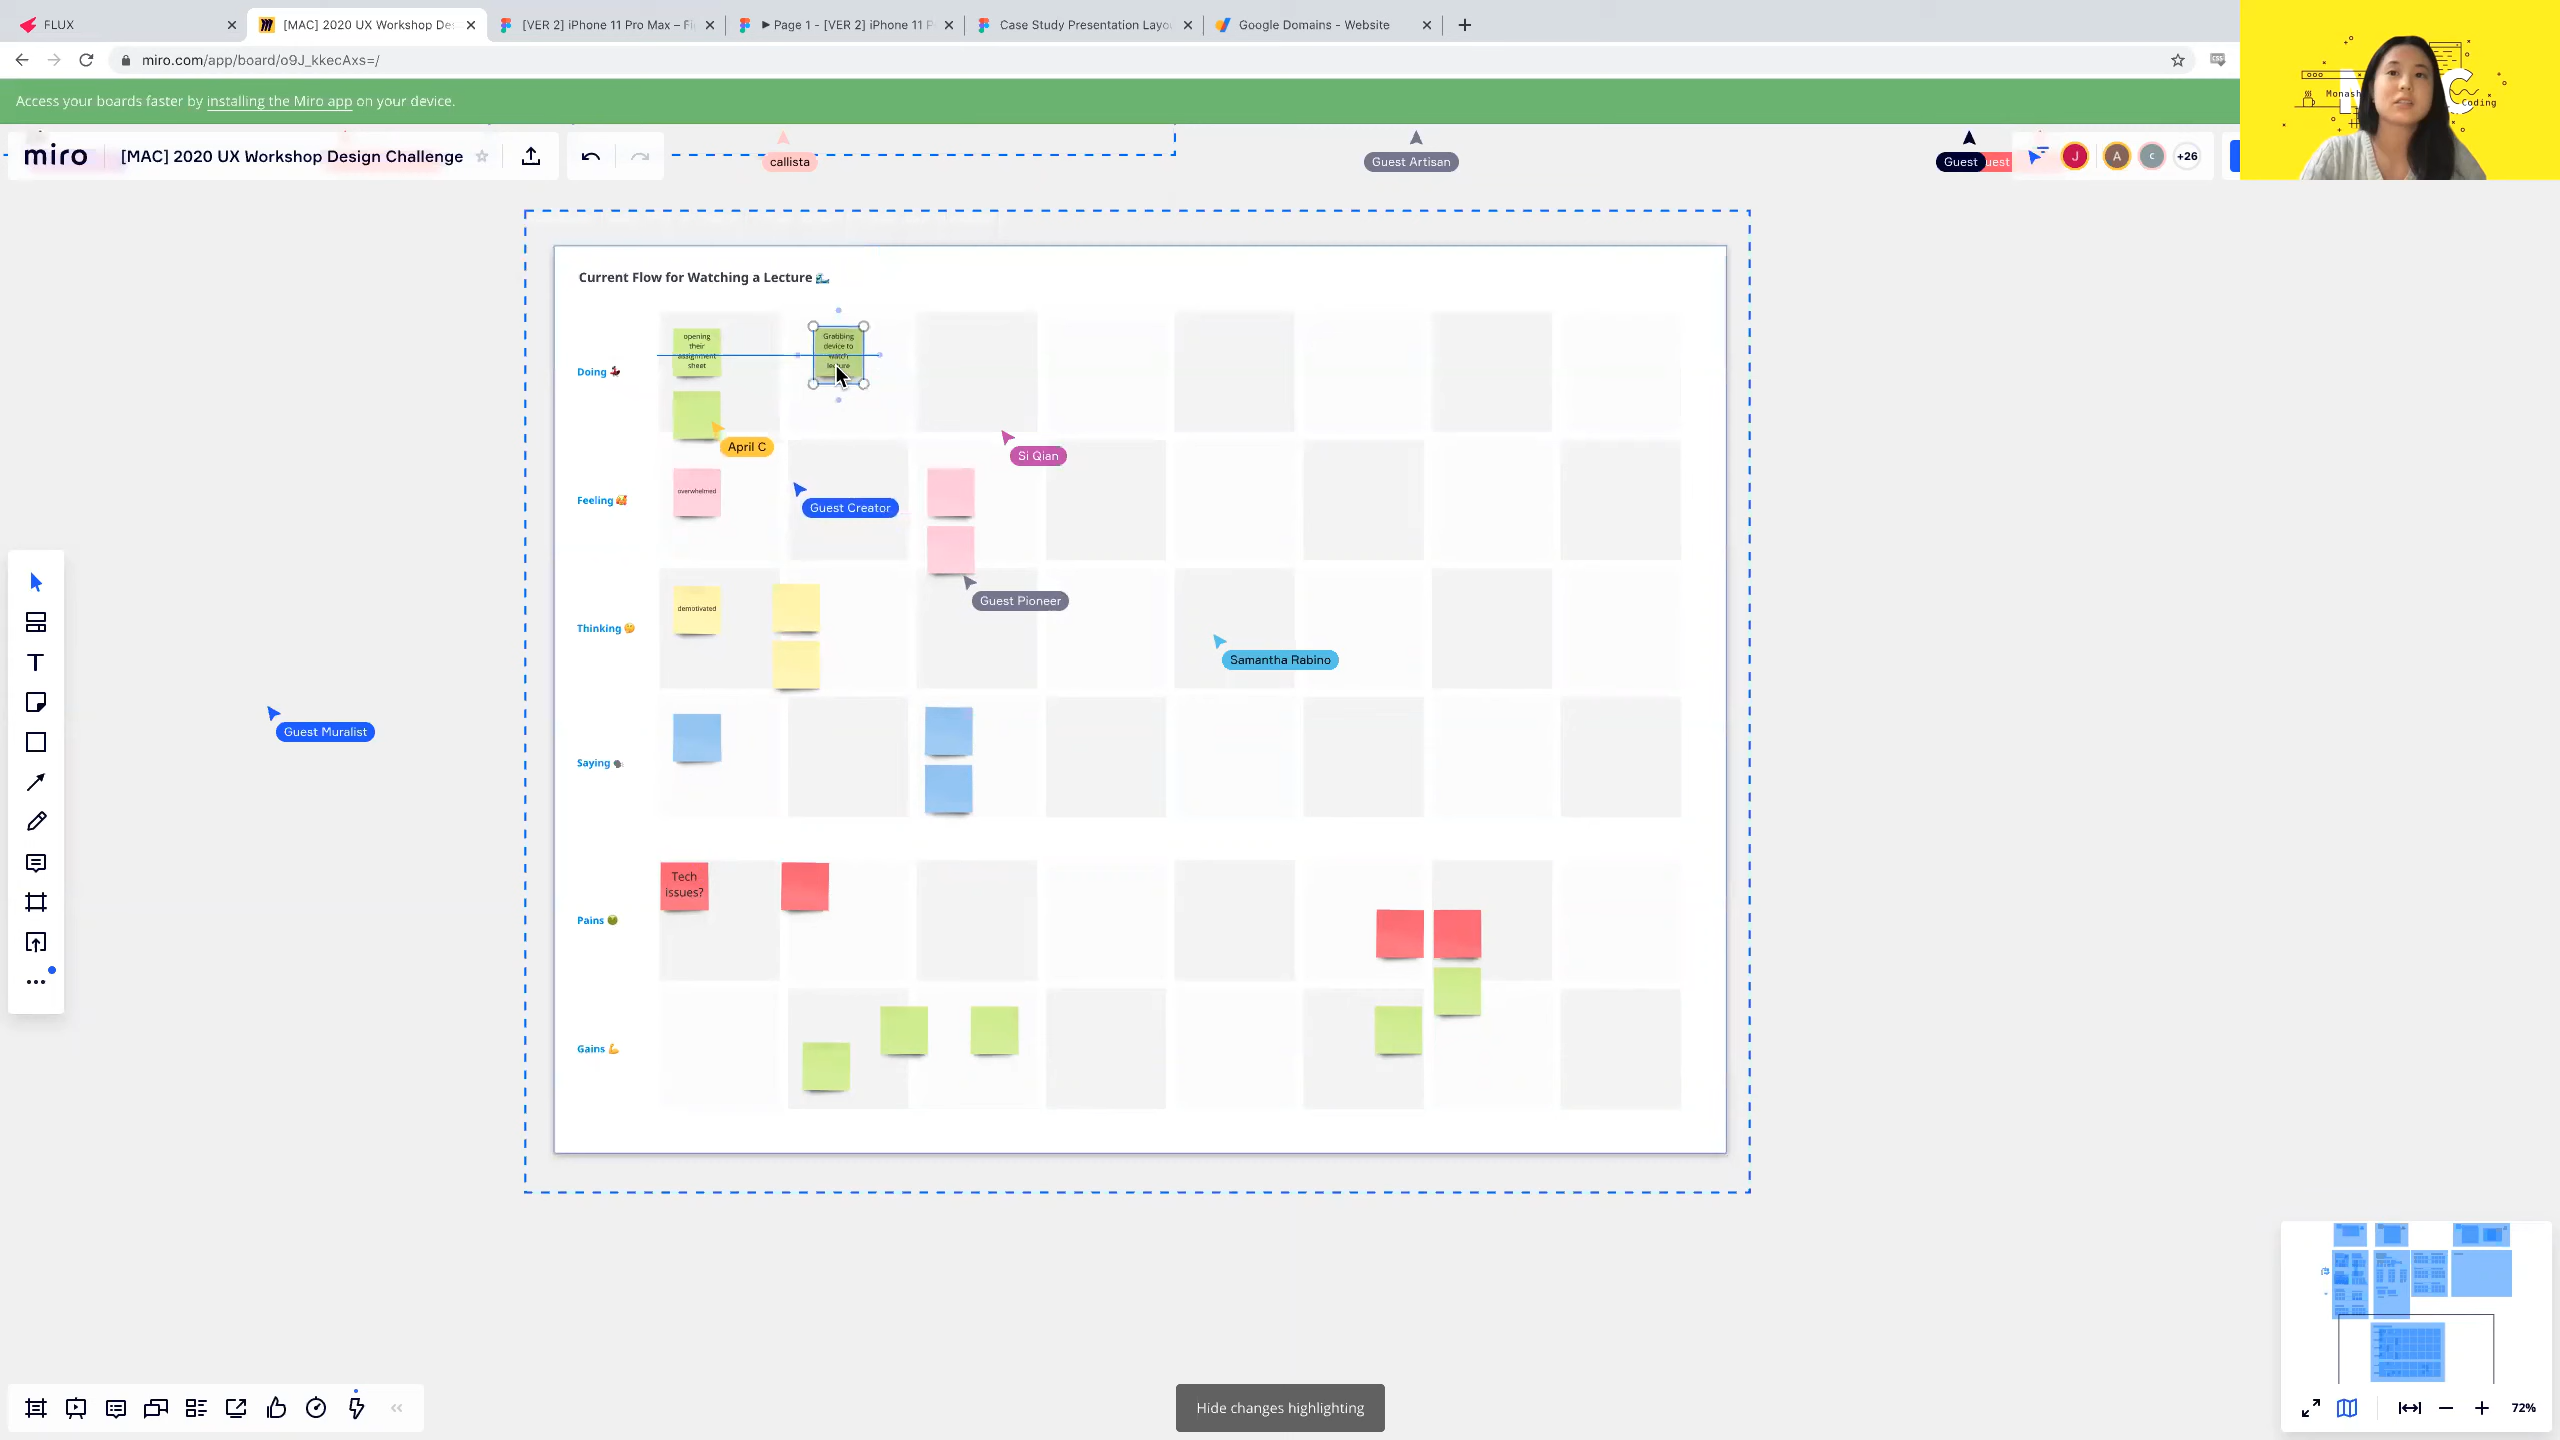 FLUX
[MAC] 2020 UX Workshop De
[VER 2] iPhone 11 Pro Max – Fi
Page 1 - [VER 2] iPhone 11 P
Case Study Presentation Layou
Google Domains - Website
miro.com/app/board/o9J_kkecAxs=/
Access your boards faster by installing the Miro app on your device.
Monash
Coding
miro
[MAC] 2020 UX Workshop Design Challenge
callista
Guest Artisan
Guest
uest
J
A
c
+26
Current Flow for Watching a Lecture
Doing
opening
their
assignment
sheet
Grabbing
device to
watch
lecture
April C
Si Qian
Feeling
overwhelmed
Guest Creator
Guest Pioneer
Thinking
demotivated
Samantha Rabino
Guest Muralist
Saying
Tech
issues?
Pains
Gains
Hide changes highlighting
72%